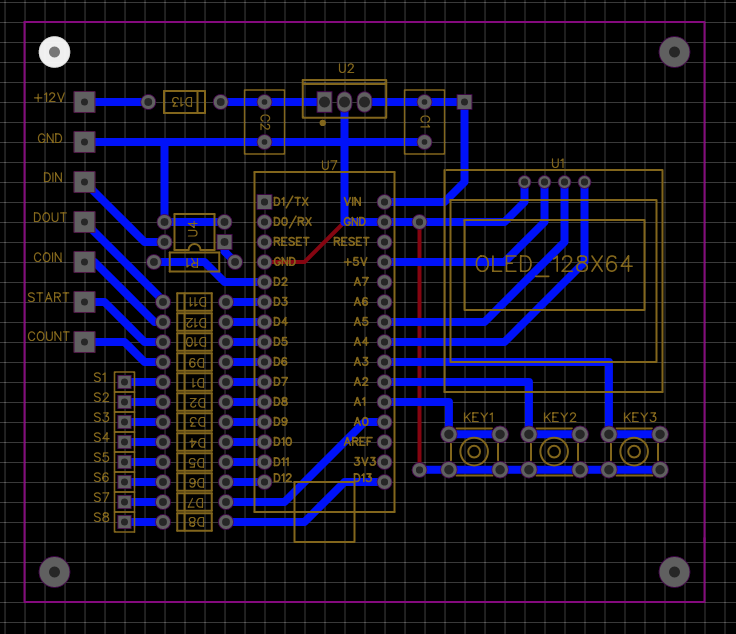 U2
+12V
D13
C2
C1
GND
U7
U1
DIN
D1/TX
VIN
DOUT
D0/RX
GND
U4
RESET
RESET
COIN
R1
GND
+5V
OLED_128X64
D2
A7
START
D11
D3
A6
D12
D4
A5
COUNT
D10
D5
A4
D9
D6
A3
S1
D1
D7
A2
S2
D2
D8
A1
S3
D3
D9
A0
KEY1
KEY2
KEY3
S4
D4
D10
AREF
S5
D5
D11
3V3
S6
D6
D12
D13
S7
D7
S8
D8